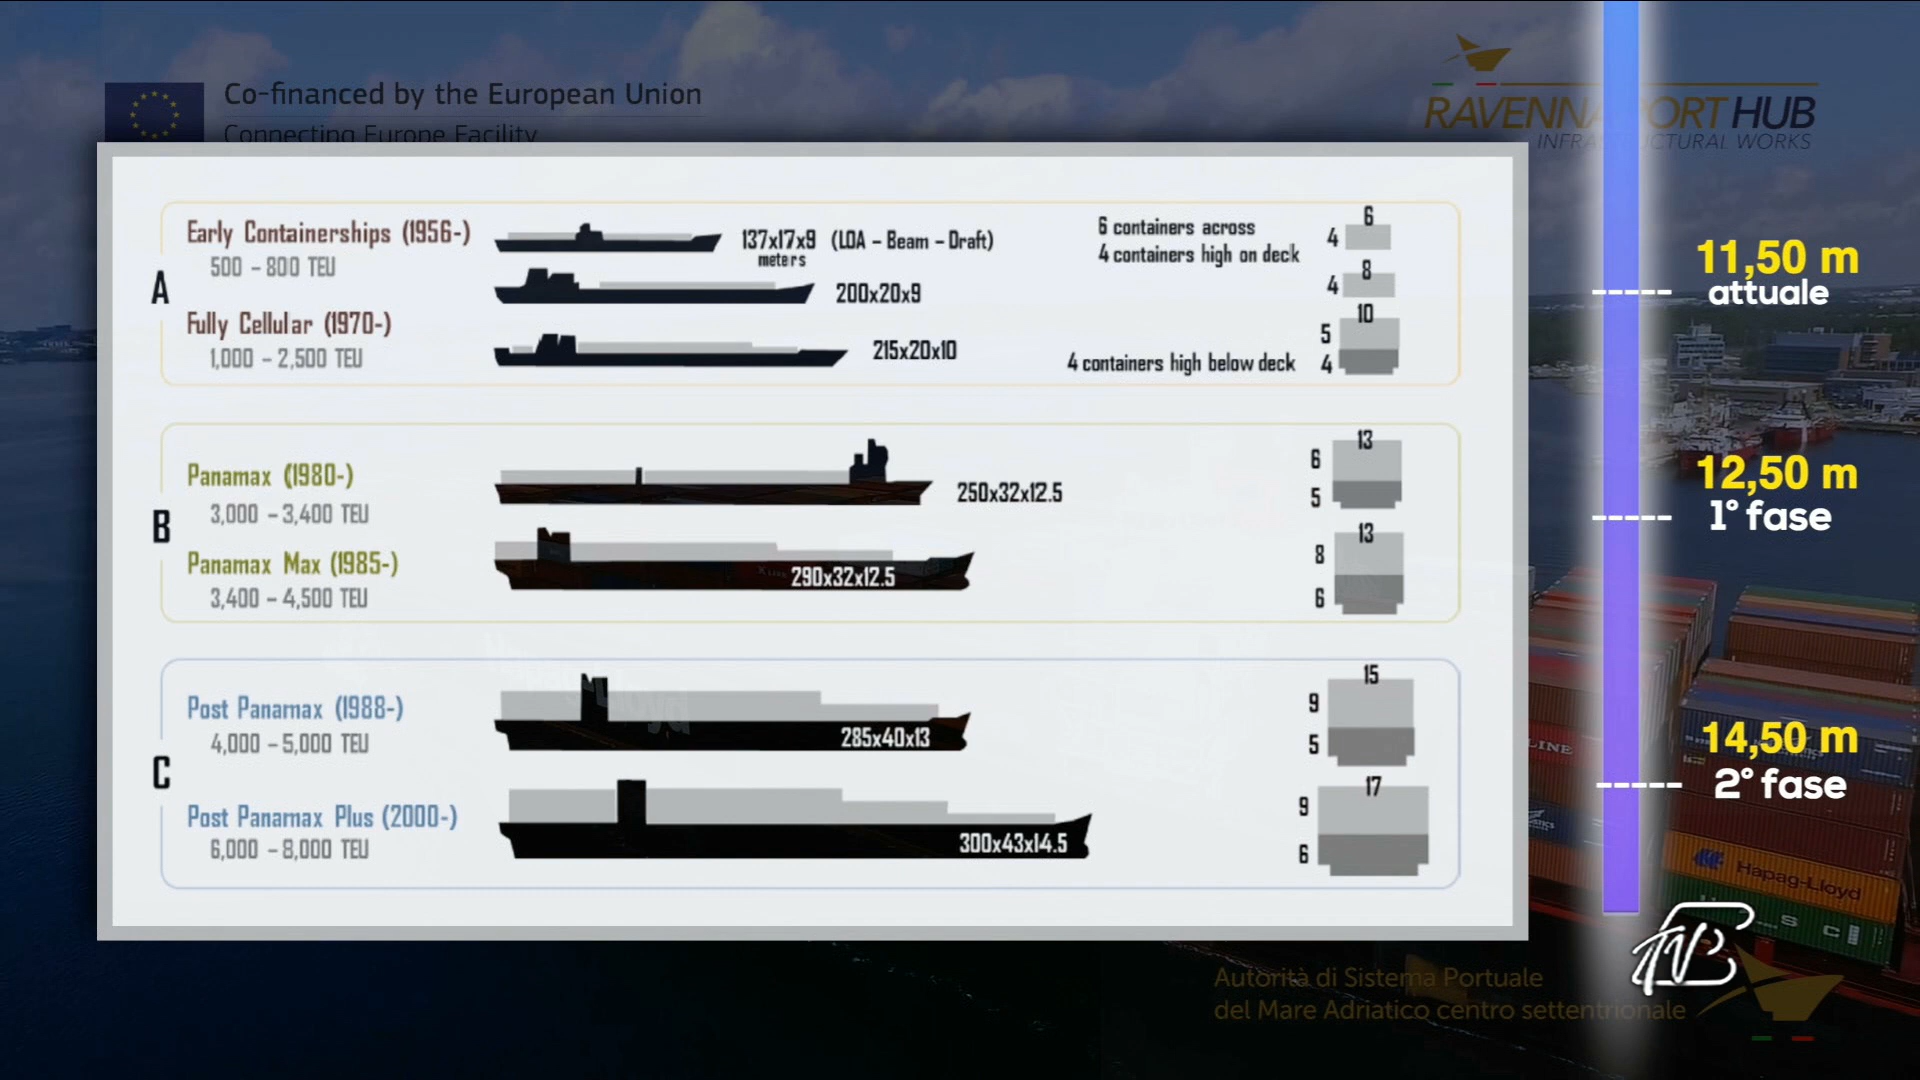 Co-financed by the European Union
Connecting Europe Facility
RAVENNA PORT HUB
INFRASTRUCTURAL WORKS
A
Early Containerships (1956-)
500 – 800 TEU
137x17x9 (LOA – Beam – Draft)
meters
200x20x9
6 containers across
4 containers high on deck
6
4
8
4
Fully Cellular (1970-)
1,000 – 2,500 TEU
215x20x10
4 containers high below deck
10
5
4
B
Panamax (1980-)
3,000 – 3,400 TEU
250x32x12.5
13
6
5
Panamax Max (1985-)
3,400 – 4,500 TEU
290x32x12.5
13
8
6
C
Post Panamax (1988-)
4,000 – 5,000 TEU
285x40x13
15
9
5
Post Panamax Plus (2000-)
6,000 – 8,000 TEU
300x43x14.5
17
9
6
11,50 m
attuale
12,50 m
1° fase
14,50 m
2° fase
LINE
Hapag-Lloyd
Autorità di Sistema Portuale
del Mare Adriatico centro settentrionale